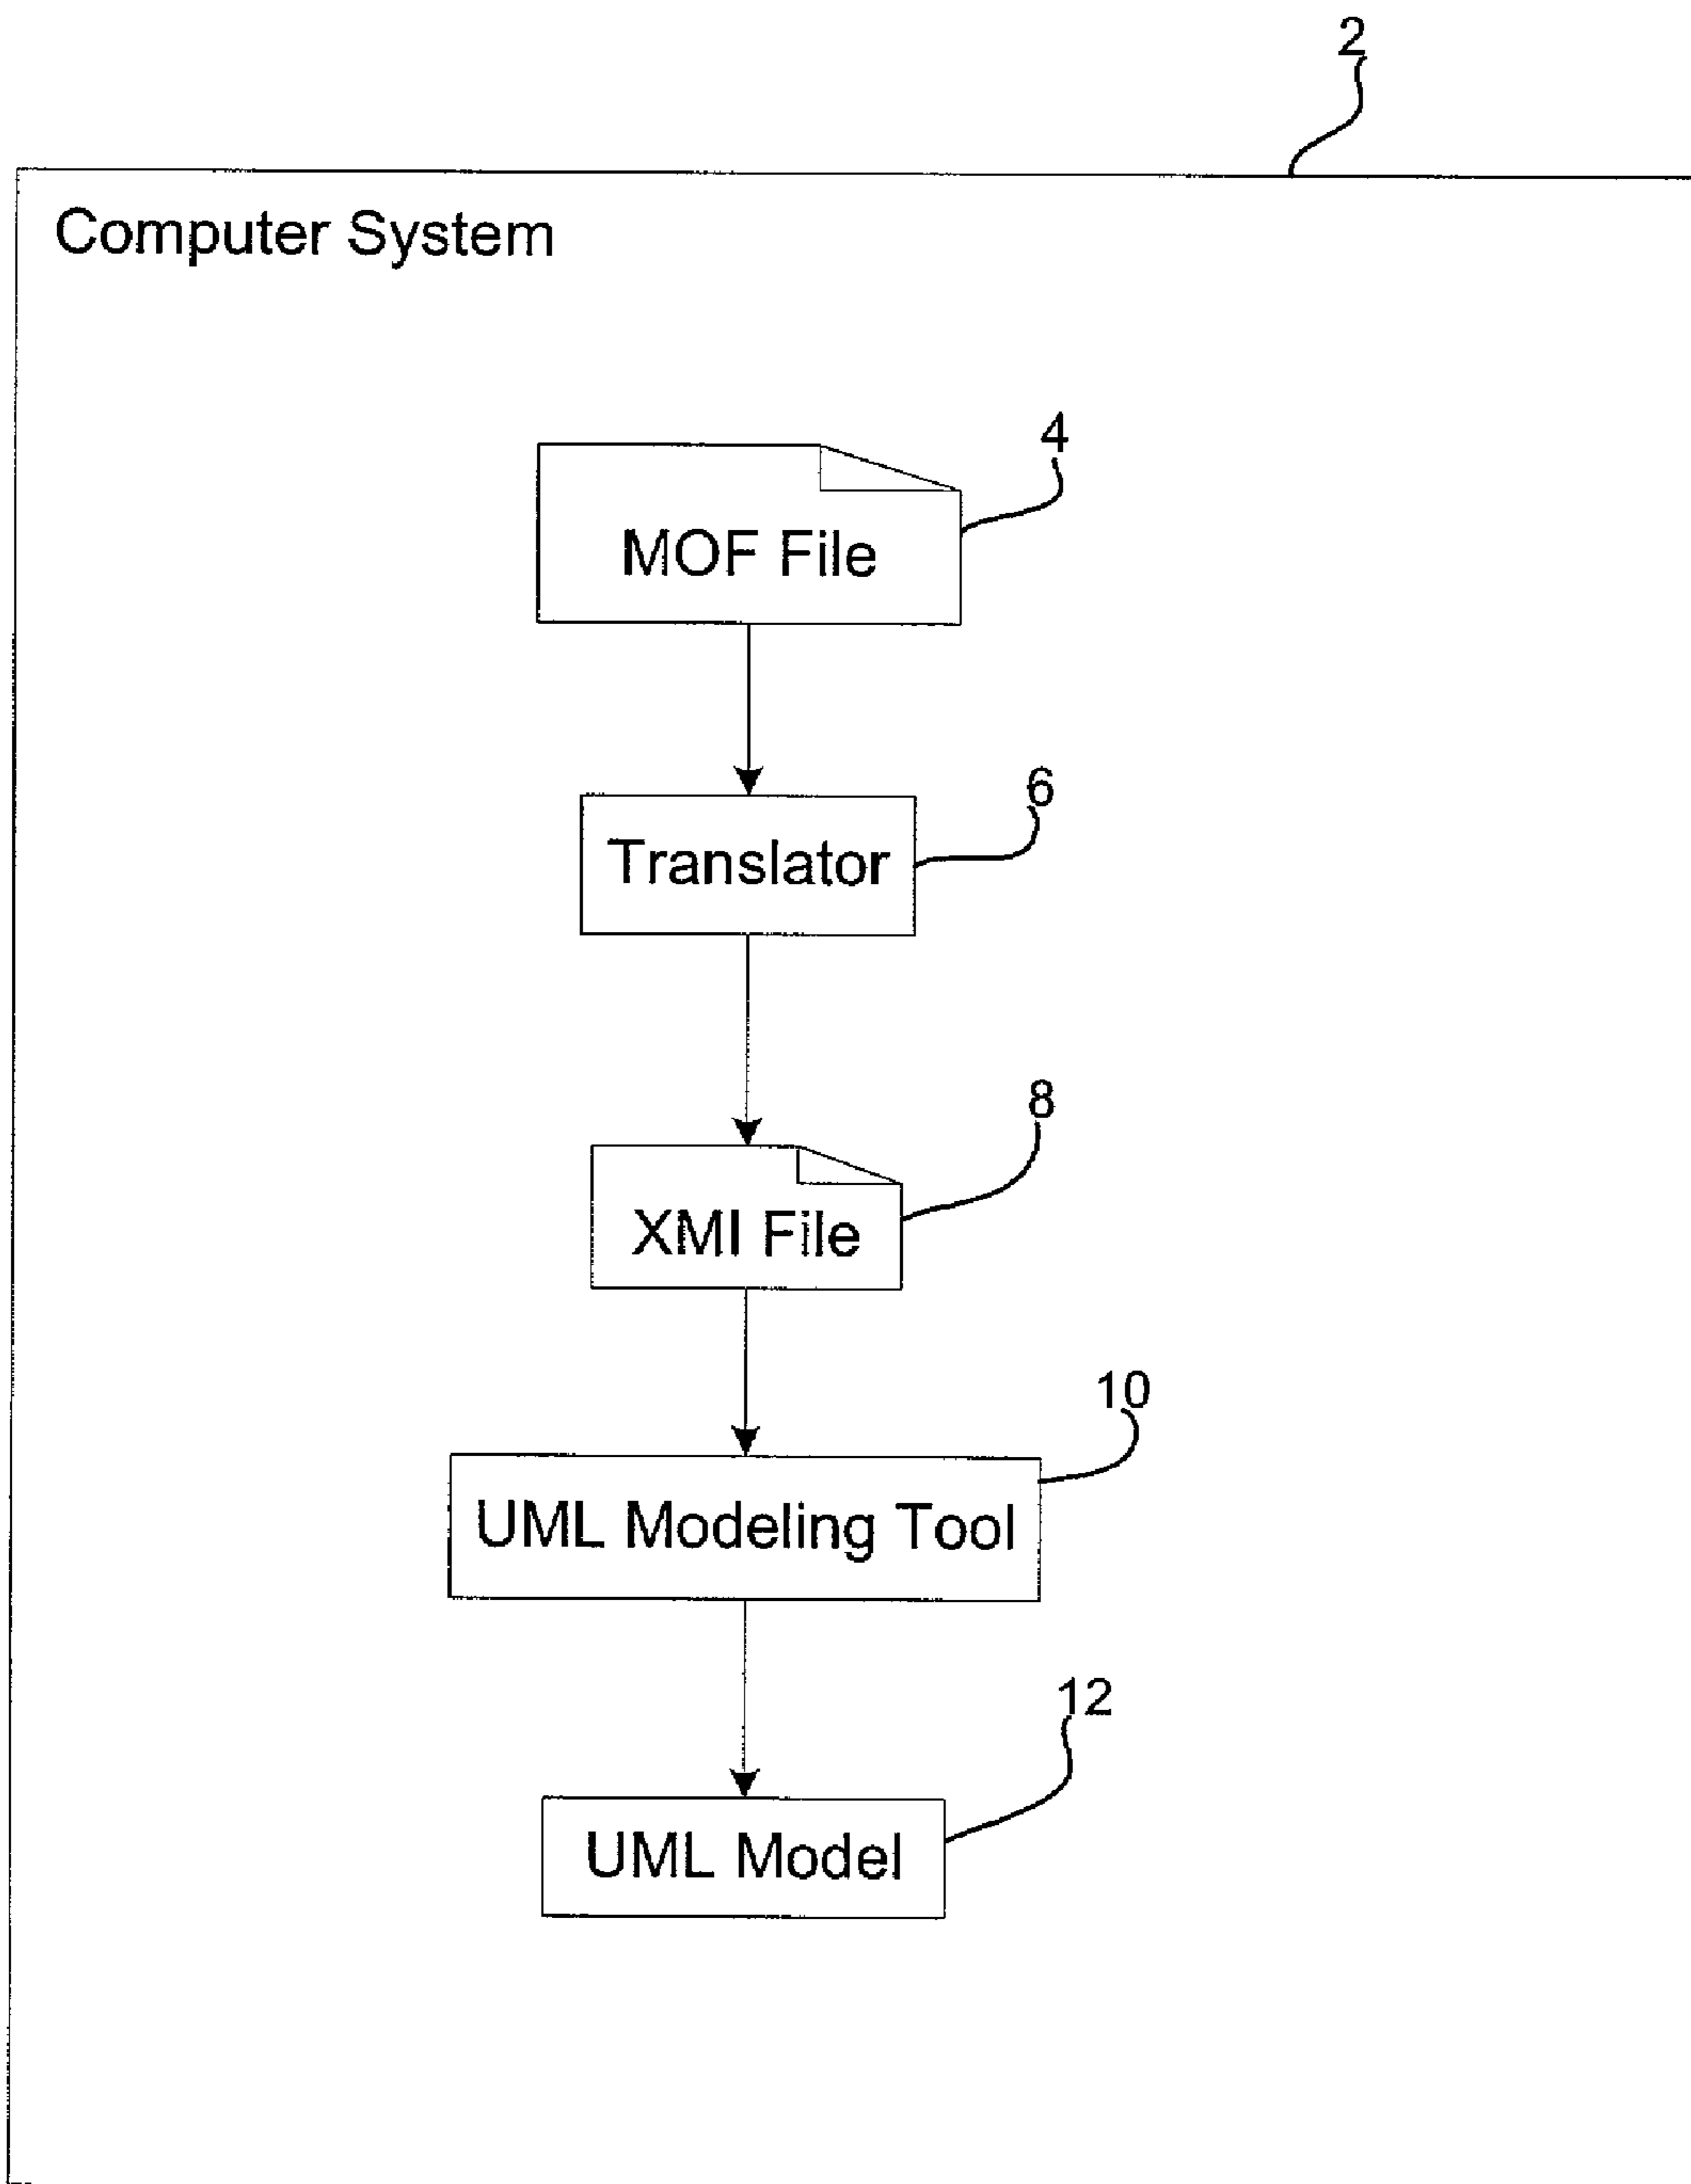 2
Computer System
4
MOF File
6
Translator
8
XMI File
10
UML Modeling Tool
12
UML Model